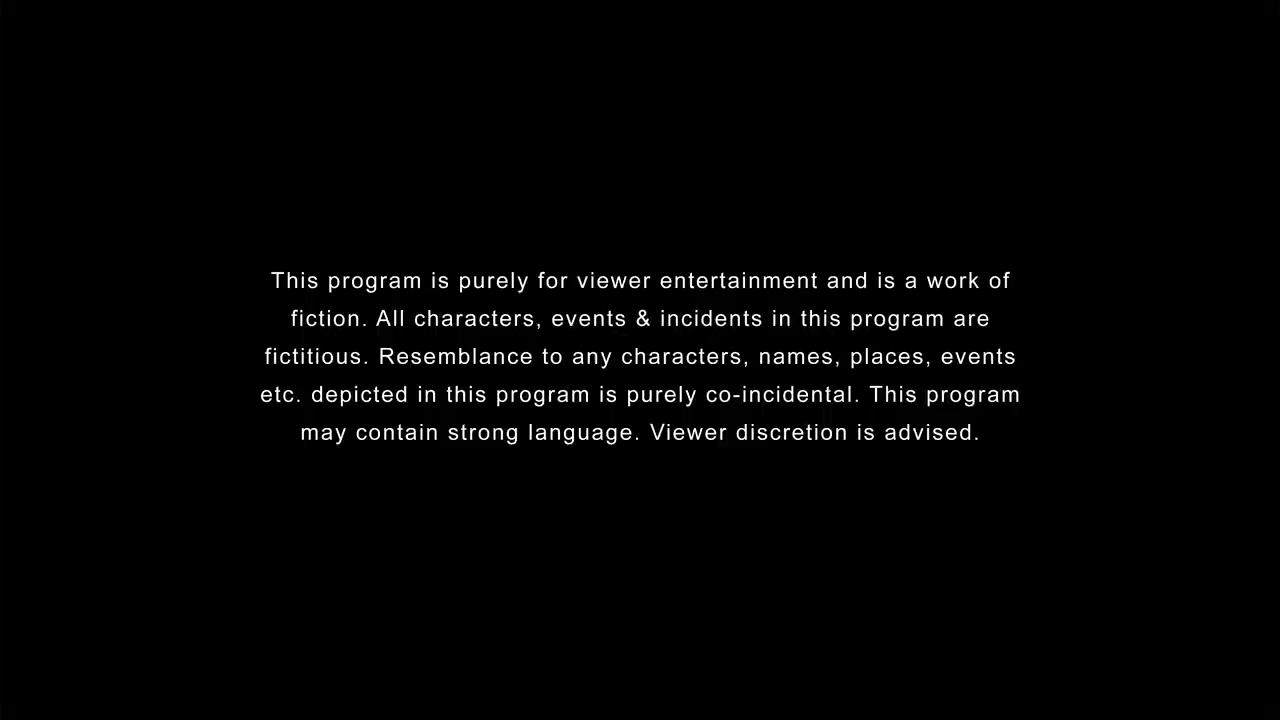 This program is purely for viewer entertainment and is a work of
fiction. All characters, events & incidents in this program are
fictitious. Resemblance to any characters, names, places, events
etc. depicted in this program is purely co-incidental. This program
may contain strong language. Viewer discretion is advised.